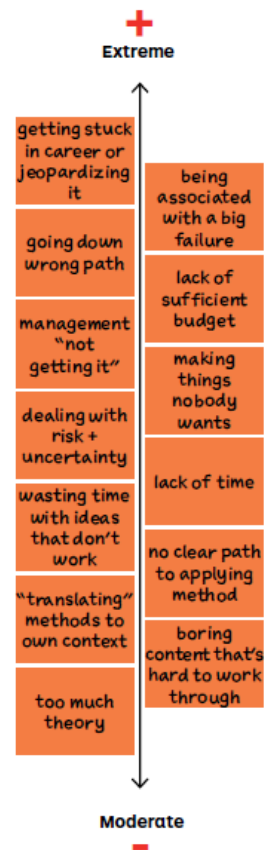 +
Extreme
getting stuck
in career or
jeopardizing
it
being
associated
with a big
failure
going down
wrong path
lack of
sufficient
budget
management
"not
getting it"
making
things
nobody
wants
dealing with
risk +
uncertainty
lack of time
wasting time
with ideas
that don't
work
no clear path
to applying
method
"translating"
methods to
own context
boring
content that's
hard to work
through
too much
theory
Moderate
-